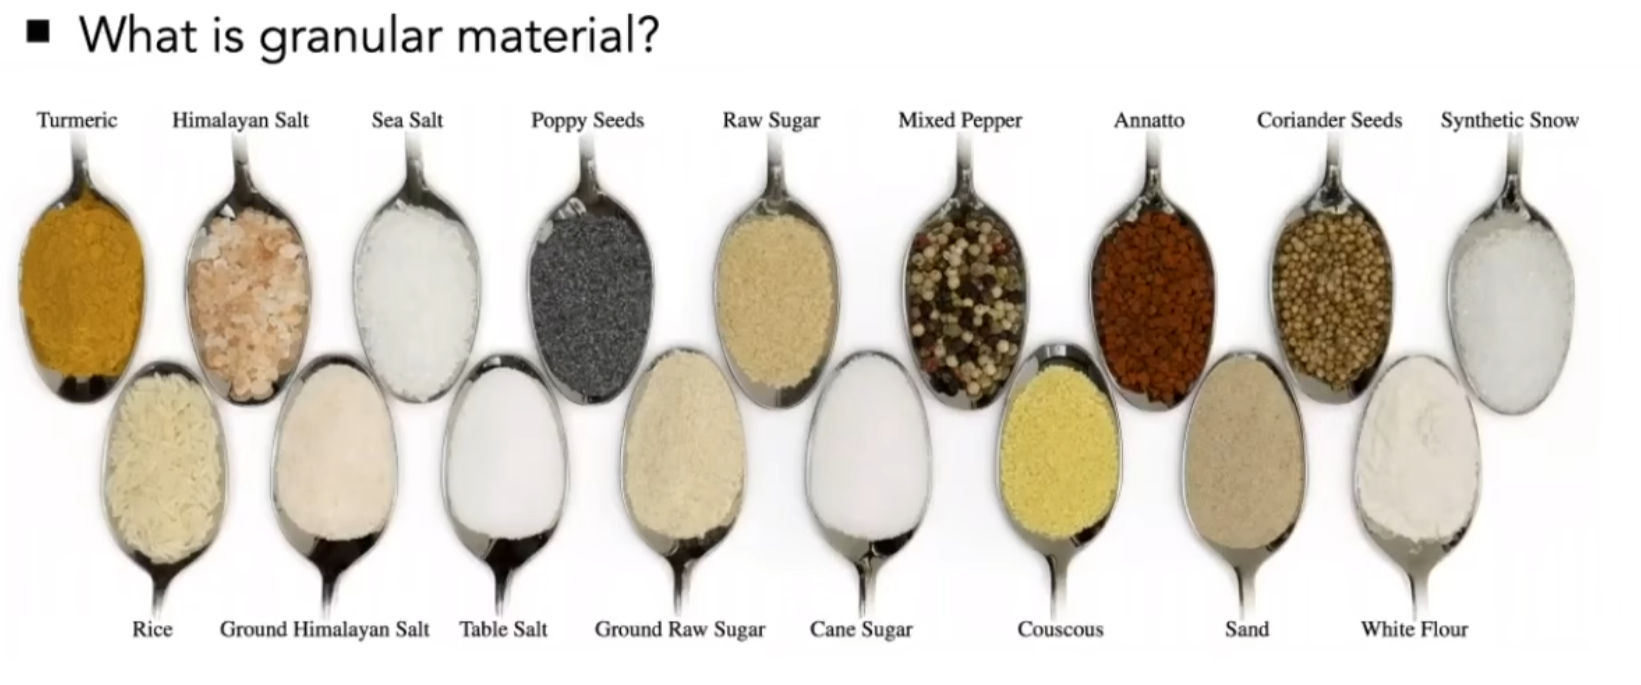 What is granular material?
Turmeric Himalayan Salt Sea Salt Poppy Seeds Raw Sugar Mixed Pepper Annatto Coriander Seeds Synthetic Snow
Rice Ground Himalayan Salt Table Salt Ground Raw Sugar Cane Sugar Couscous Sand White Flour